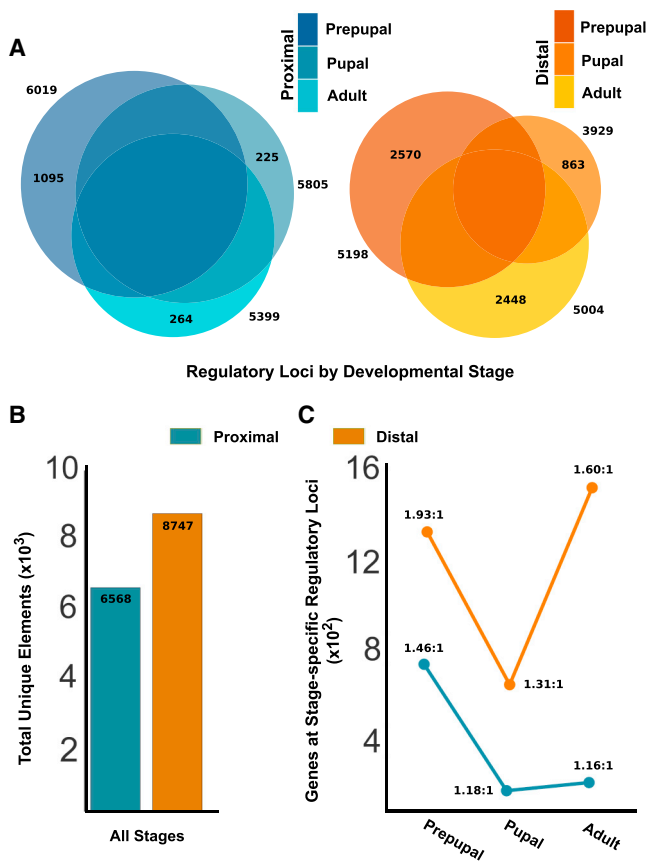 A
Proximal
Prepupal
Pupal
Adult
6019
1095
225
5805
264
5399
Distal
Prepupal
Pupal
Adult
3929
863
2570
5198
2448
5004
Regulatory Loci by Developmental Stage
B
C
Proximal
Distal
Total Unique Elements (x10³)
10
8
6
4
2
6568
8747
All Stages
Genes at Stage-specific Regulatory Loci
(x10²)
16
12
8
4
1.93:1
1.60:1
1.46:1
1.31:1
1.18:1
1.16:1
Prepupal
Pupal
Adult